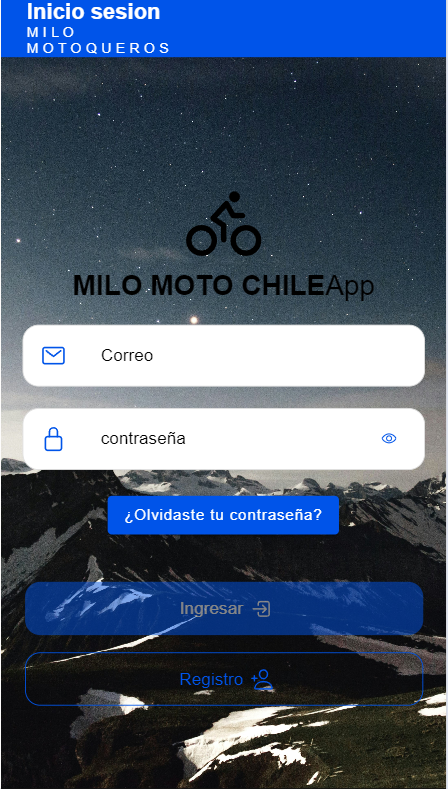 Inicio sesion
MILO
MOTOQUEROS
MILO MOTO CHILEApp
Correo
contraseña
¿Olvidaste tu contraseña?
Ingresar
Registro